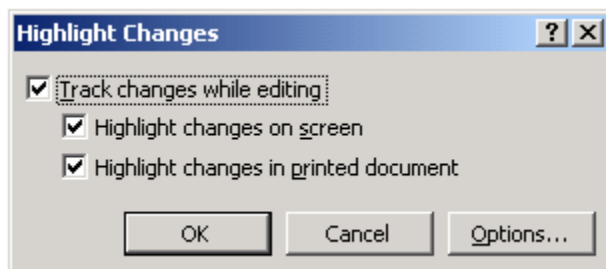 Highlight Changes
Track changes while editing
Highlight changes on screen
Highlight changes in printed document
OK Cancel Options...